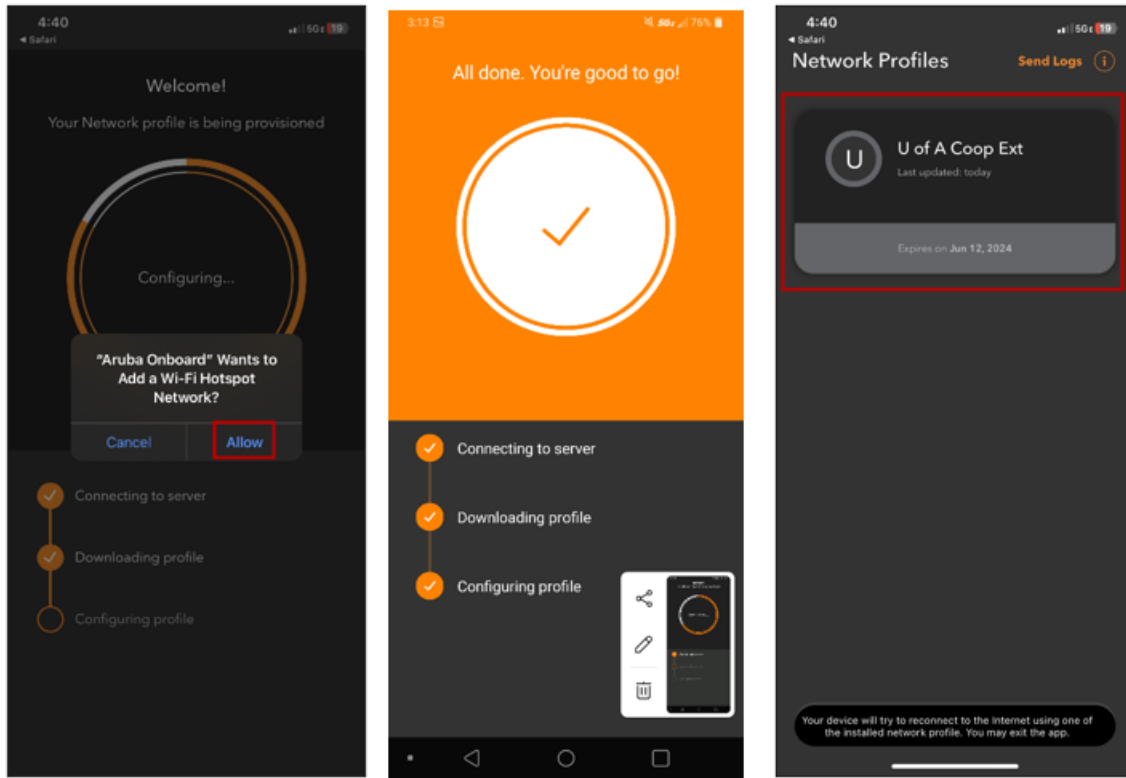 4:40
5G 19
Safari
Welcome!
Your Network profile is being provisioned
Configuring...
"Aruba Onboard" Wants to
Add a Wi-Fi Hotspot
Network?
Cancel
Allow
Connecting to server
Downloading profile
Configuring profile
3:13
5G 76%
All done. You're good to go!
Connecting to server
Downloading profile
Configuring profile
4:40
5G 19
Safari
Network Profiles
Send Logs
i
U
U of A Coop Ext
Last updated: today
Expires on Jun 12, 2024
Your device will try to reconnect to the Internet using one of
the installed network profile. You may exit the app.